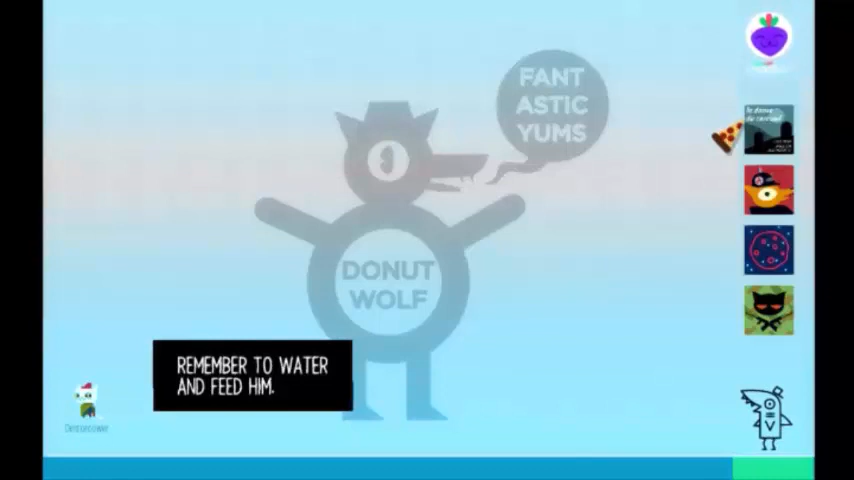 FANT
ASTIC
YUMS
DONUT
WOLF
REMEMBER TO WATER
AND FEED HIM.